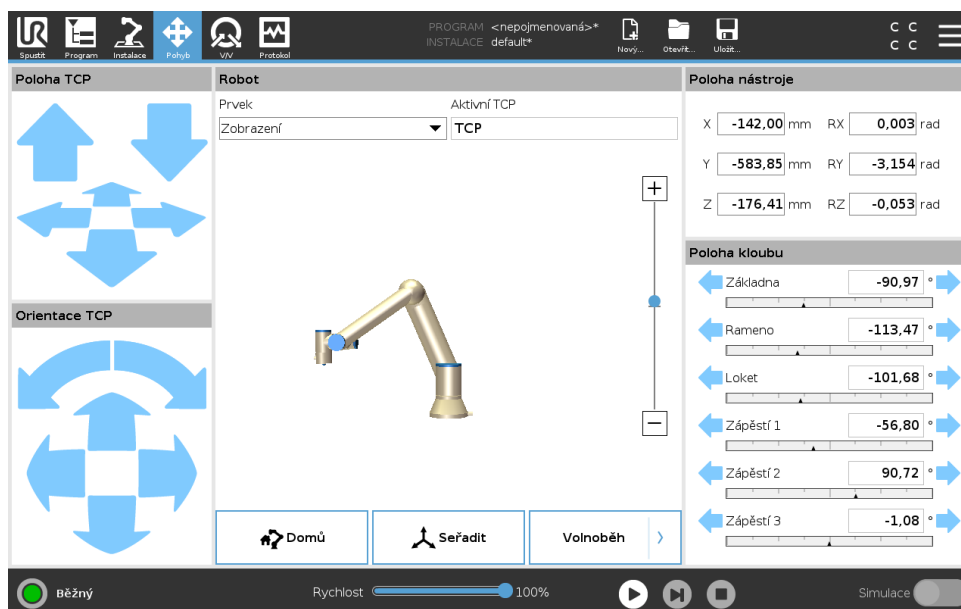 UR
Spustit Program Instalace Pohyb V/V Protokol
PROGRAM <nepojmenovaná>*
INSTALACE default*
Nový... Otevřít... Uložit...
C C
C C
Poloha TCP
Robot
Prvek Aktivní TCP
Zobrazení TCP
Poloha nástroje
X -142,00 mm RX 0,003 rad
Y -583,85 mm RY -3,154 rad
Z -176,41 mm RZ -0,053 rad
Poloha kloubu
Základna -90,97 °
Rameno -113,47 °
Loket -101,68 °
Zápěstí 1 -56,80 °
Zápěstí 2 90,72 °
Zápěstí 3 -1,08 °
Orientace TCP
Domů Seřadit Volnoběh
Běžný Rychlost 100% Simulace